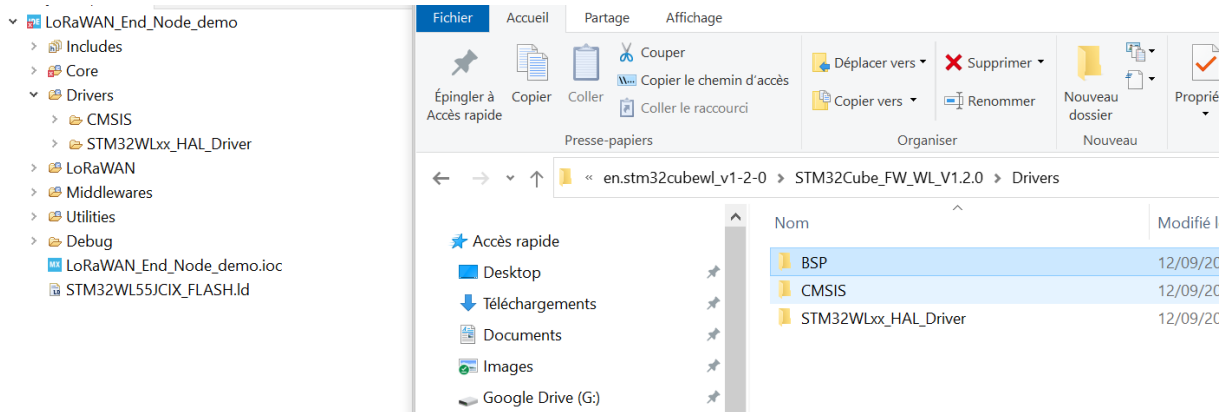 LoRaWAN_End_Node_demo
Includes
Core
Drivers
CMSIS
STM32WLxx_HAL_Driver
LoRaWAN
Middlewares
Utilities
Debug
LoRaWAN_End_Node_demo.ioc
STM32WL55JCIX_FLASH.ld
Fichier Accueil Partage Affichage
Épingler à
Accès rapide
Copier
Coller
Couper
Copier le chemin d'accès
Coller le raccourci
Presse-papiers
Déplacer vers
Copier vers
Supprimer
Renommer
Organiser
Nouveau
dossier
Nouveau
Proprié
« en.stm32cubewl_v1-2-0 > STM32Cube_FW_WL_V1.2.0 > Drivers
Accès rapide
Desktop
Téléchargements
Documents
Images
Google Drive (G:)
Nom Modifié l
BSP 12/09/20
CMSIS 12/09/20
STM32WLxx_HAL_Driver 12/09/20